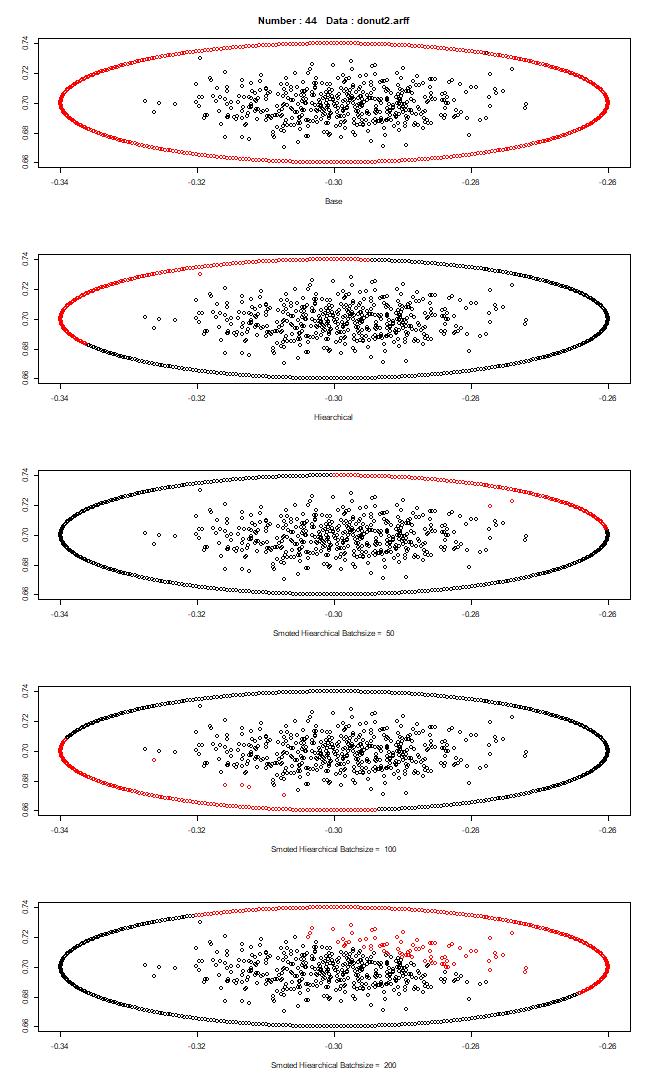 Number : 44 Data : donut2.arff
0.74
0.72
0.70
0.68
0.66
-0.34 -0.32 -0.30 -0.28 -0.26
Base
0.74
0.72
0.70
0.68
0.66
-0.34 -0.32 -0.30 -0.28 -0.26
Hiearchical
0.74
0.72
0.70
0.68
0.66
-0.34 -0.32 -0.30 -0.28 -0.26
Smoted Hiearchical Batchsize = 50
0.74
0.72
0.70
0.68
0.66
-0.34 -0.32 -0.30 -0.28 -0.26
Smoted Hiearchical Batchsize = 100
0.74
0.72
0.70
0.68
0.66
-0.34 -0.32 -0.30 -0.28 -0.26
Smoted Hiearchical Batchsize = 200